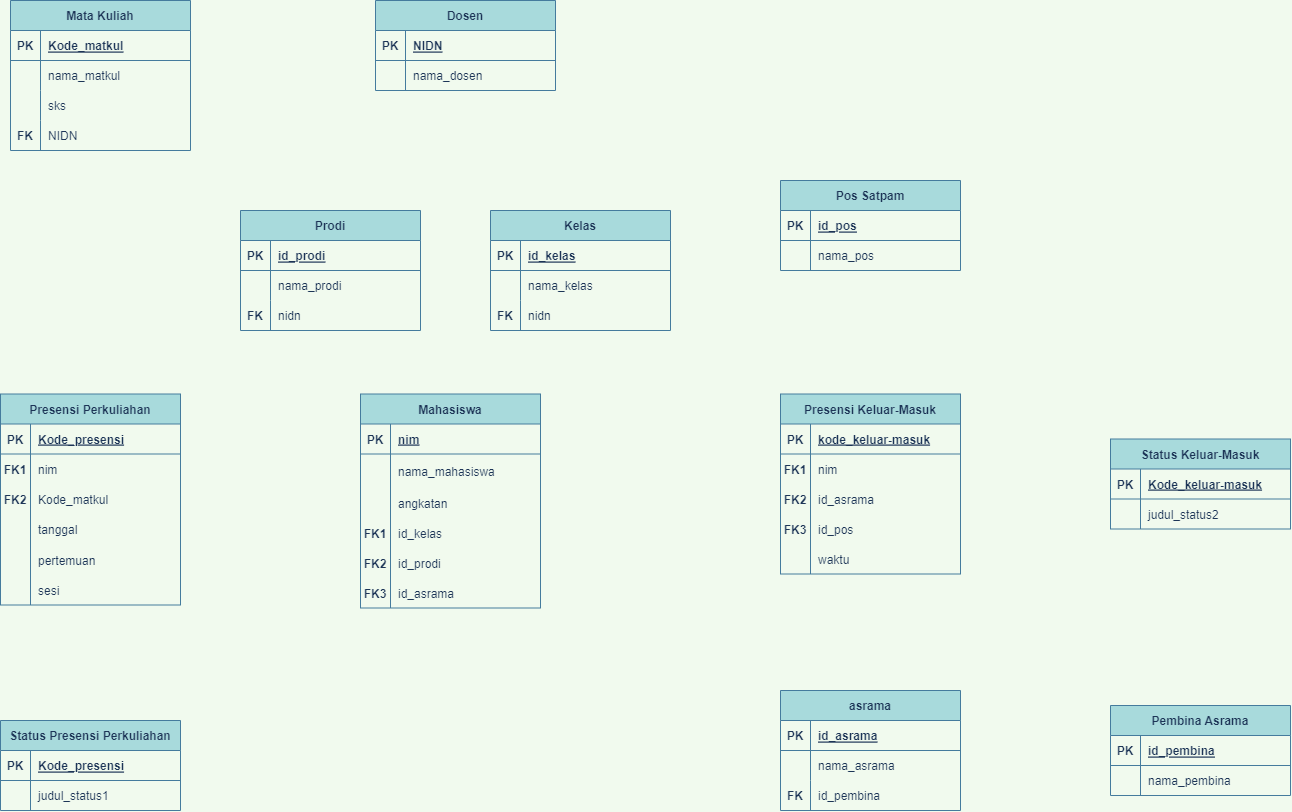 Mata Kuliah
PK Kode_matkul
nama_matkul
sks
FK NIDN
Dosen
PK NIDN
nama_dosen
Prodi
PK id_prodi
nama_prodi
FK nidn
Kelas
PK id_kelas
nama_kelas
FK nidn
Pos Satpam
PK id_pos
nama_pos
Presensi Perkuliahan
PK Kode_presensi
FK1 nim
FK2 Kode_matkul
tanggal
pertemuan
sesi
Mahasiswa
PK nim
nama_mahasiswa
angkatan
FK1 id_kelas
FK2 id_prodi
FK3 id_asrama
Presensi Keluar-Masuk
PK kode_keluar-masuk
FK1 nim
FK2 id_asrama
FK3 id_pos
waktu
Status Keluar-Masuk
PK Kode_keluar-masuk
judul_status2
Status Presensi Perkuliahan
PK Kode_presensi
judul_status1
asrama
PK id_asrama
nama_asrama
FK id_pembina
Pembina Asrama
PK id_pembina
nama_pembina